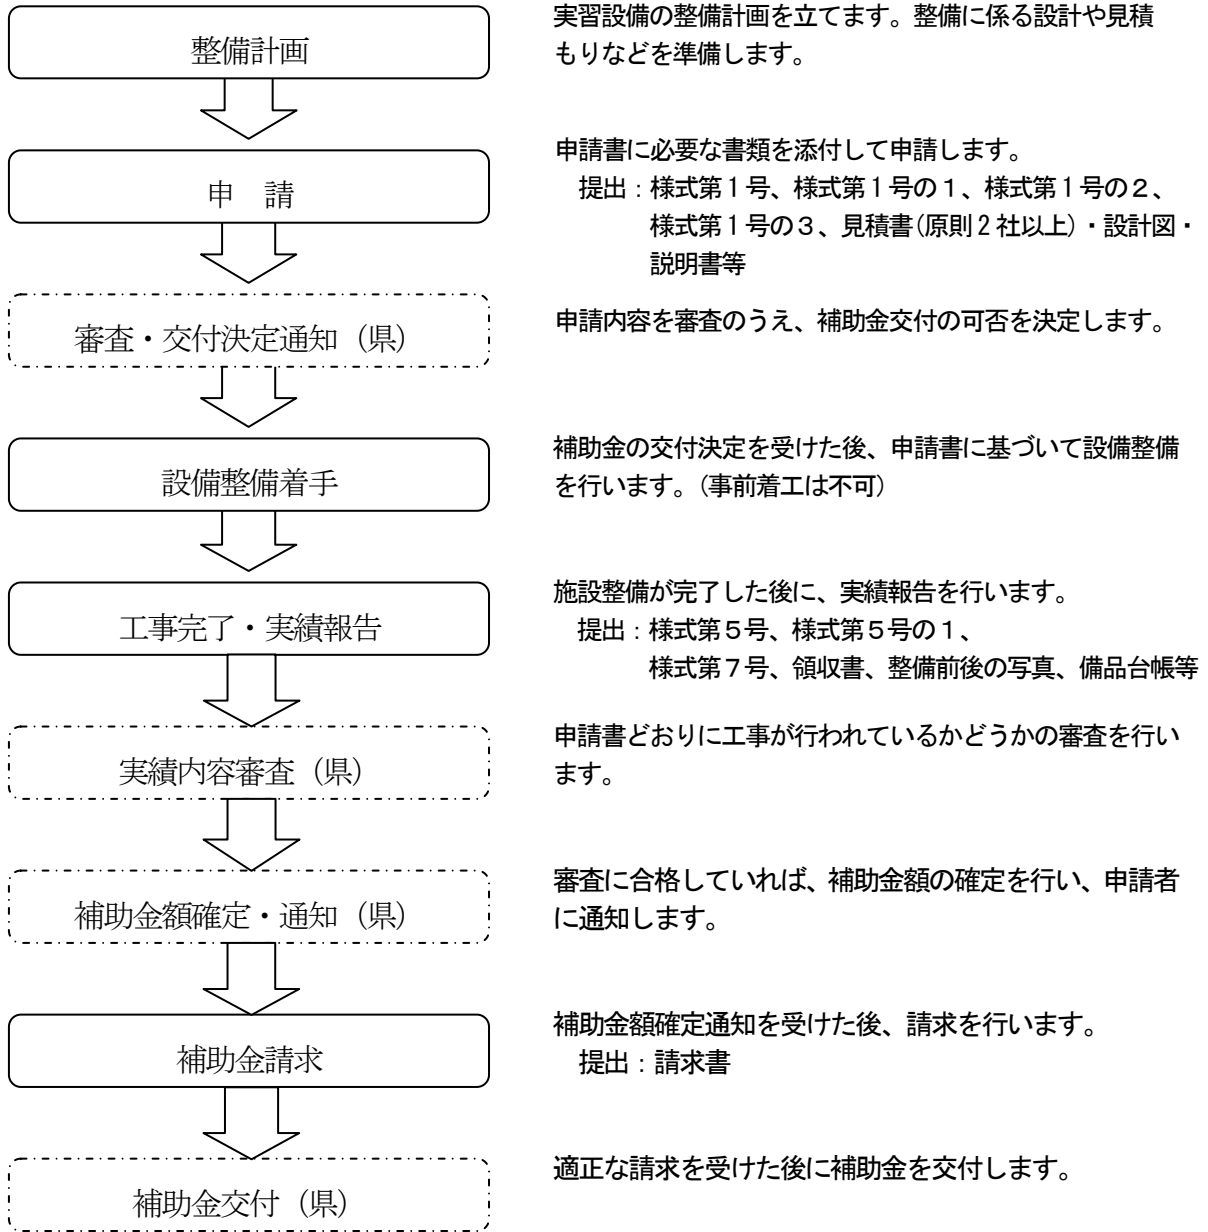 整備計画
実習設備の整備計画を立てます。整備に係る設計や見積
もりなどを準備します。
申　請
申請書に必要な書類を添付して申請します。
提出：様式第１号、様式第１号の１、様式第１号の２、
様式第１号の３、見積書(原則２社以上)・設計図・
説明書等
審査・交付決定通知（県）
申請内容を審査のうえ、補助金交付の可否を決定します。
設備整備着手
補助金の交付決定を受けた後、申請書に基づいて設備整備
を行います。(事前着工は不可)
工事完了・実績報告
施設整備が完了した後に、実績報告を行います。
提出：様式第５号、様式第５号の１、
様式第７号、領収書、整備前後の写真、備品台帳等
実績内容審査（県）
申請書どおりに工事が行われているかどうかの審査を行い
ます。
補助金額確定・通知（県）
審査に合格していれば、補助金額の確定を行い、申請者
に通知します。
補助金請求
補助金額確定通知を受けた後、請求を行います。
提出：請求書
補助金交付（県）
適正な請求を受けた後に補助金を交付します。